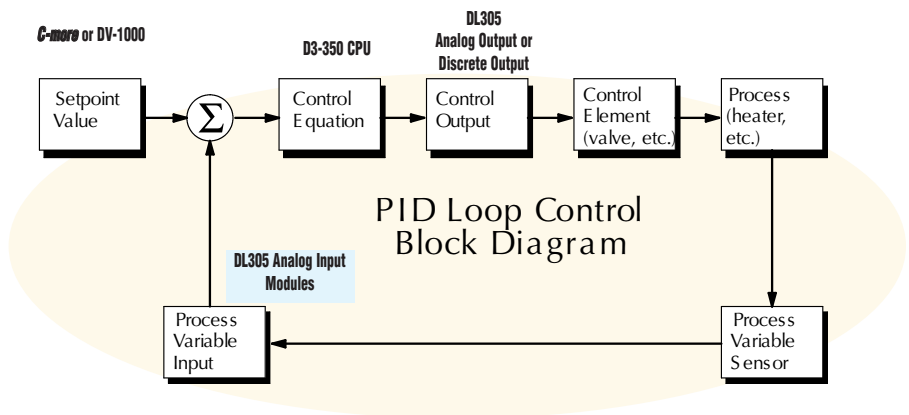 C-more or DV-1000
D3-350 CPU
DL305
Analog Output or
Discrete Output
Setpoint
Value
Σ
Control
Equation
Control
Output
Control
Element
(valve, etc.)
Process
(heater,
etc.)
PID Loop Control
Block Diagram
DL305 Analog Input
Modules
Process
Variable
Input
Process
Variable
Sensor